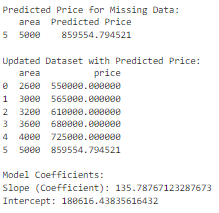 Predicted Price for Missing Data:
area Predicted Price
5 5000 859554.794521
Updated Dataset with Predicted Price:
area price
0 2600 550000.000000
1 3000 565000.000000
2 3200 610000.000000
3 3600 680000.000000
4 4000 725000.000000
5 5000 859554.794521
Model Coefficients:
Slope (Coefficient): 135.78767123287673
Intercept: 180616.43835616432